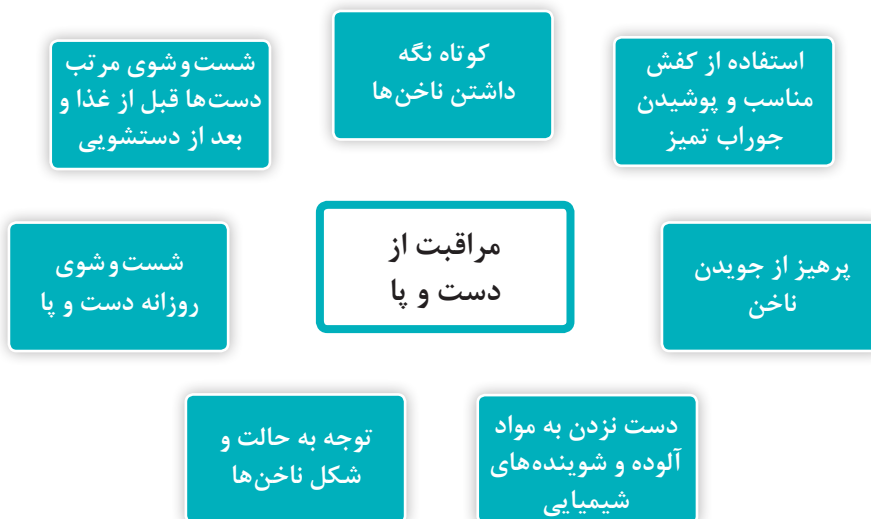 استفاده از کفش
مناسب و پوشیدن
جوراب تمیز
کوتاه نگه
داشتن ناخن‌ها
شست‌و‌شوی مرتب
دست‌ها قبل از غذا و
بعد از دستشویی
پرهیز از جویدن
ناخن
مراقبت از
دست و پا
شست‌و‌شوی
روزانه دست و پا
دست نزدن به مواد
آلوده و شوینده‌های
شیمیایی
توجه به حالت و
شکل ناخن‌ها